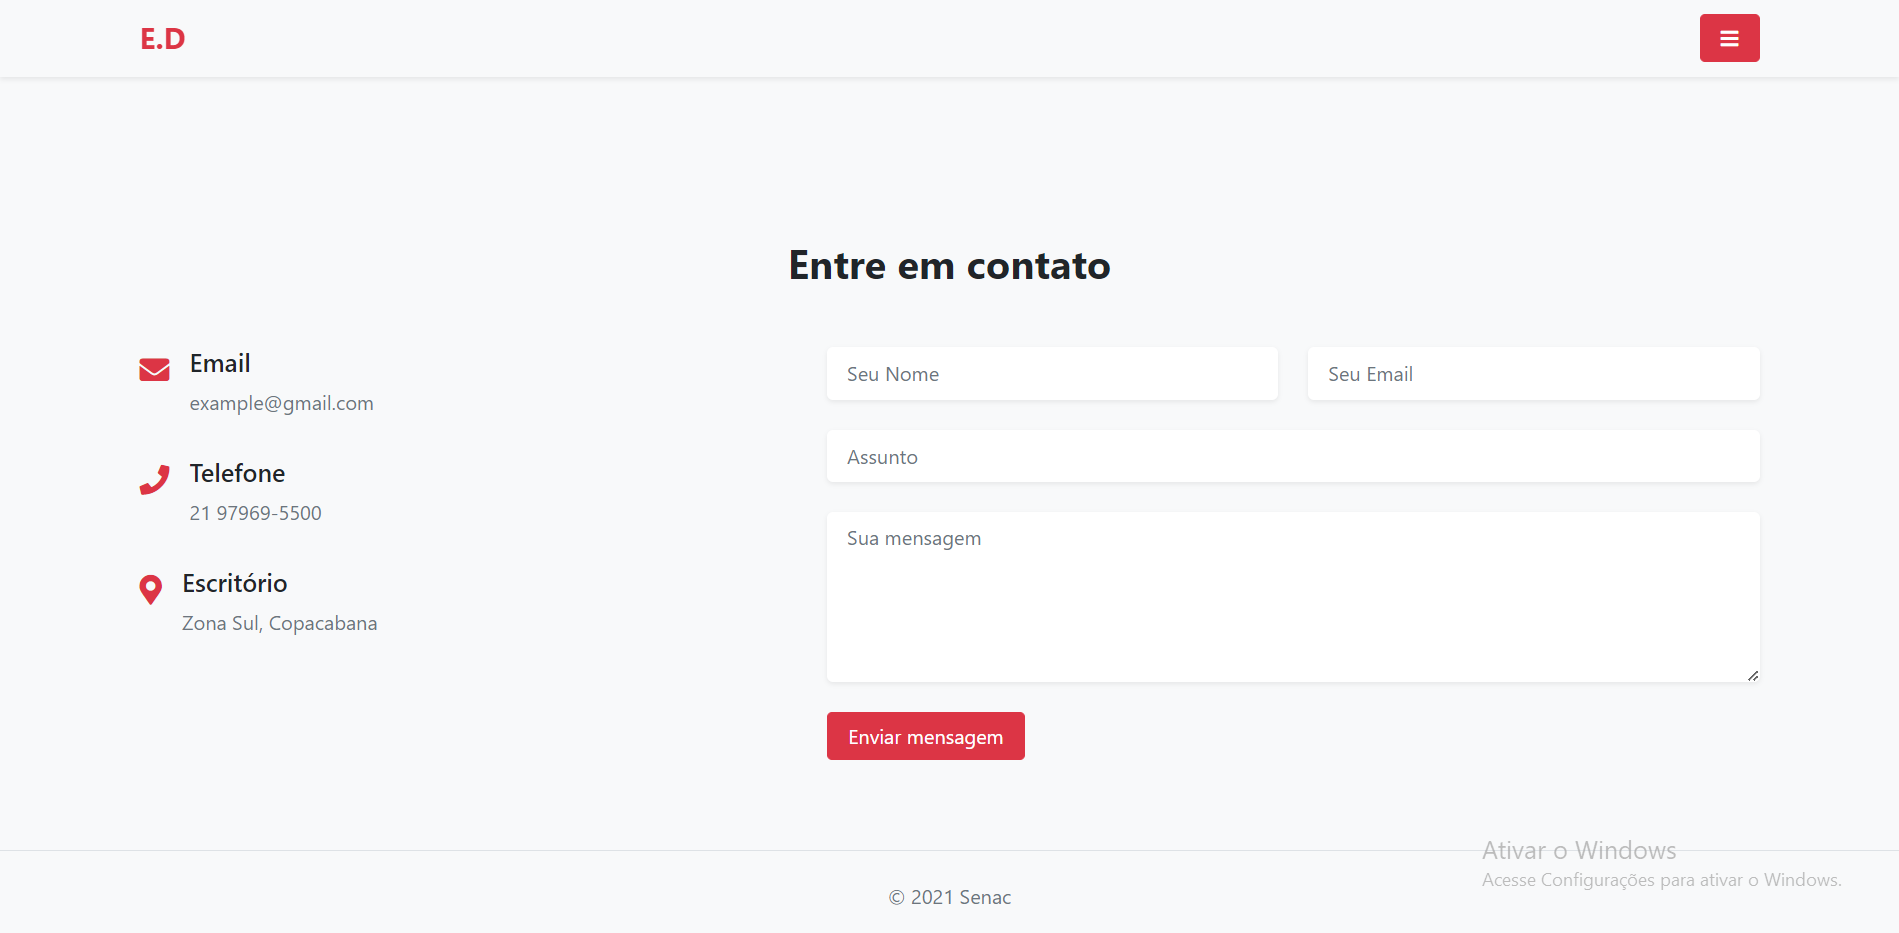 E.D
Entre em contato
Email
example@gmail.com
Telefone
21 97969-5500
Escritório
Zona Sul, Copacabana
Seu Nome
Seu Email
Assunto
Sua mensagem
Enviar mensagem
Ativar o Windows
Acesse Configurações para ativar o Windows.
© 2021 Senac